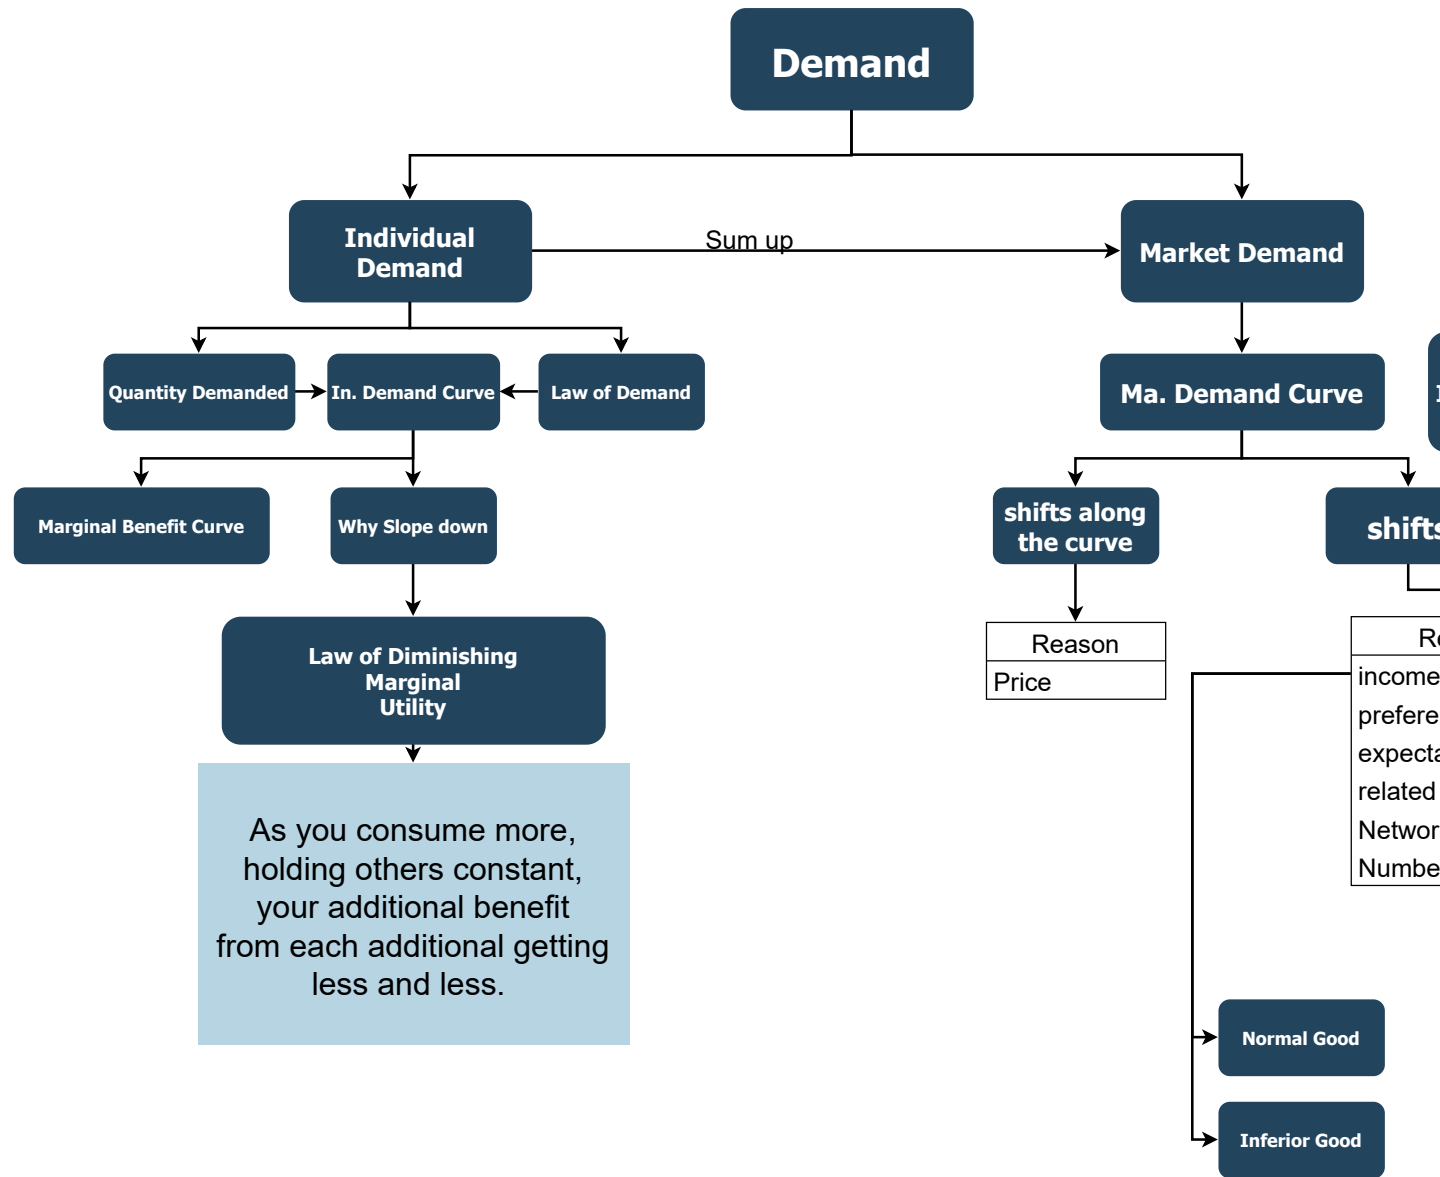 Demand
Individual
Demand
Sum up
Market Demand
Quantity Demanded
In. Demand Curve
Law of Demand
Ma. Demand Curve
Marginal Benefit Curve
Why Slope down
shifts along
the curve
Law of Diminishing
Marginal
Utility
Reason
Price
income
related
As you consume more,
holding others constant,
your additional benefit
from each additional getting
less and less.
Normal Good
Inferior Good